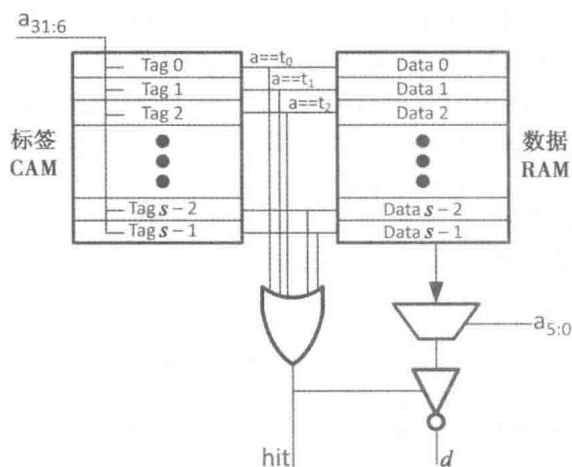 a31:6
Tag 0 a==t0 Data 0
Tag 1 a==t1 Data 1
Tag 2 a==t2 Data 2
标签 数据
CAM RAM
Tag s-2 Data s-2
Tag s-1 Data s-1
a5:0
hit d